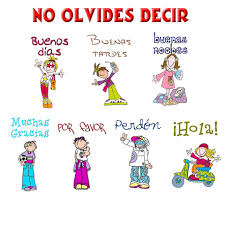 NO OLVIDES DECIR
Buenos días
Buenas tardes
buenas noches
Muchas Gracias
por favor
Perdón
¡Hola!